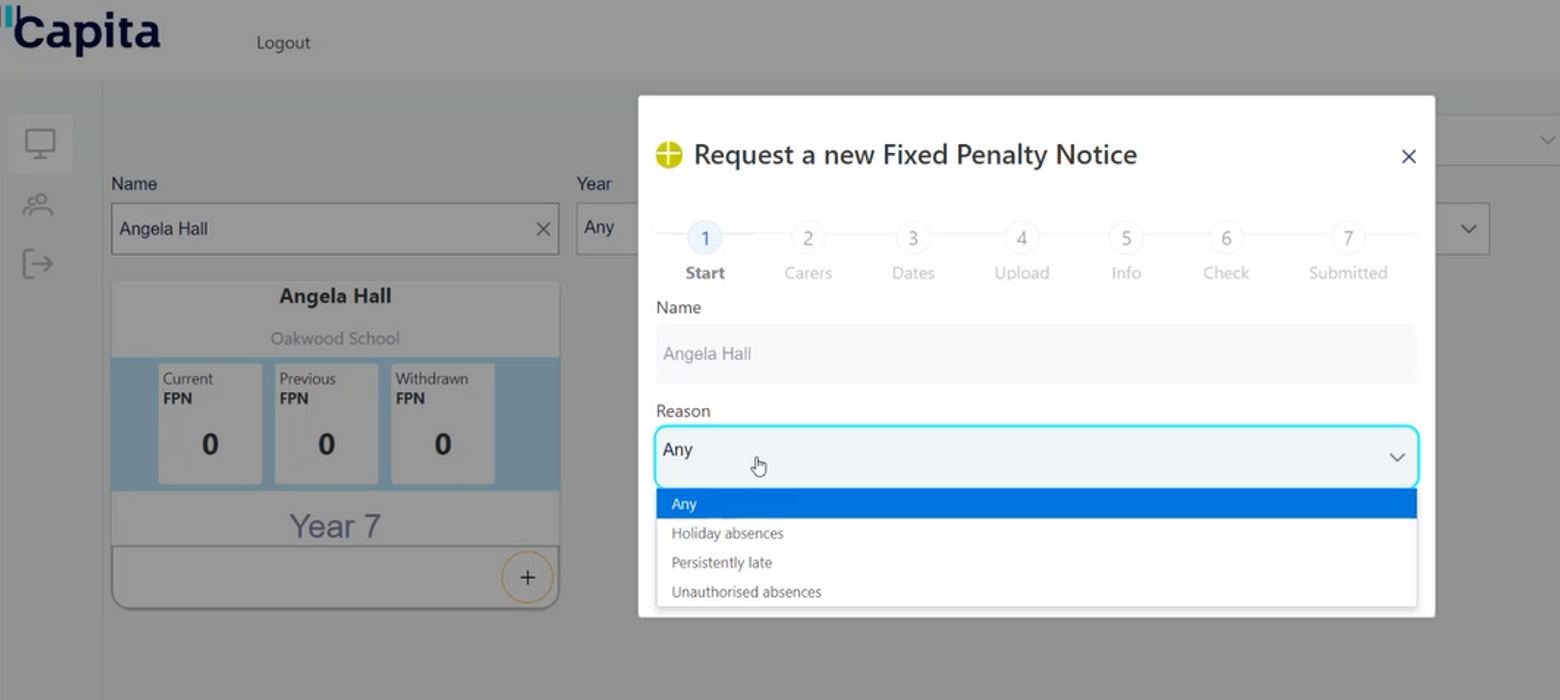 Capita
Logout
Name
Year
Angela Hall
Any
Angela Hall
Oakwood School
Current
FPN
0
Previous
FPN
0
Withdrawn
FPN
0
Year 7
+
Request a new Fixed Penalty Notice
1
Start
2
Carers
3
Dates
4
Upload
5
Info
6
Check
7
Submitted
Name
Angela Hall
Reason
Any
Any
Holiday absences
Persistently late
Unauthorised absences